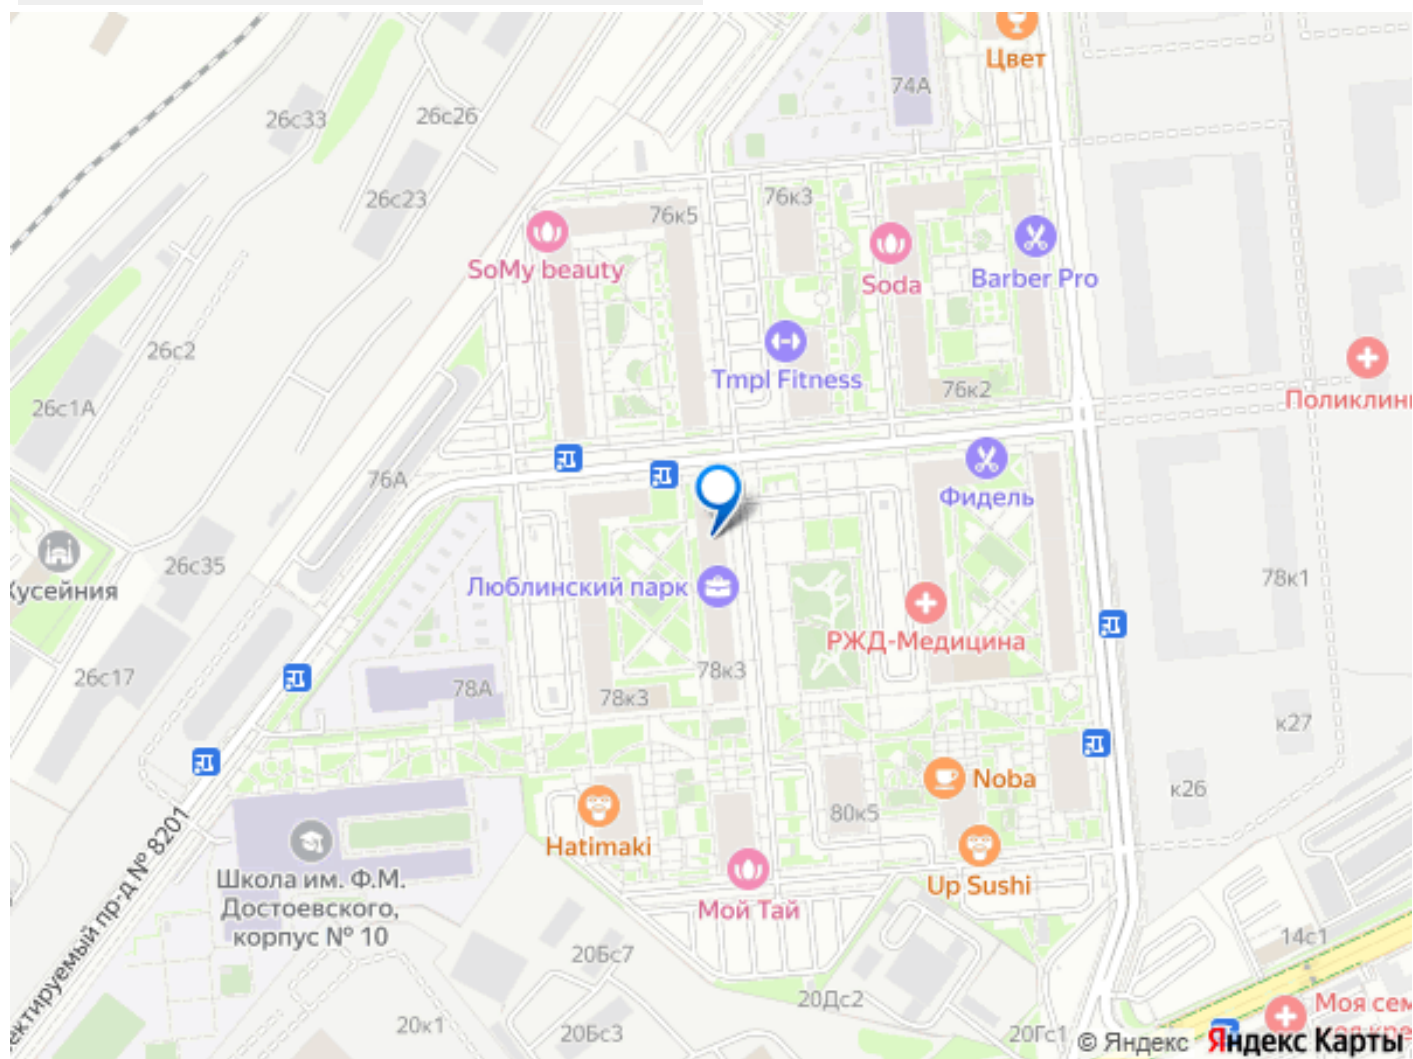 Цвет
74А
26с33
26с26
26с23
76к5
76к3
SoMy beauty
Soda
Barber Pro
26с2
Tmpl Fitness
76к2
26с1А
Поликлин
76А
Фидель
Кусейния
26с35
Люблинский парк
78к1
РЖД-Медицина
26с17
78А
78к3
78к3
к27
Noba
к26
80к5
Hatimaki
Up Sushi
Школа им. Ф.М.
Достоевского,
корпус № 10
Мой Тай
ектируемый пр-д № 8201
14с1
20Бс7
20Дс2
Моя сем
20к1
20Бс3
20Гс1
© Яндекс
Яндекс Карты